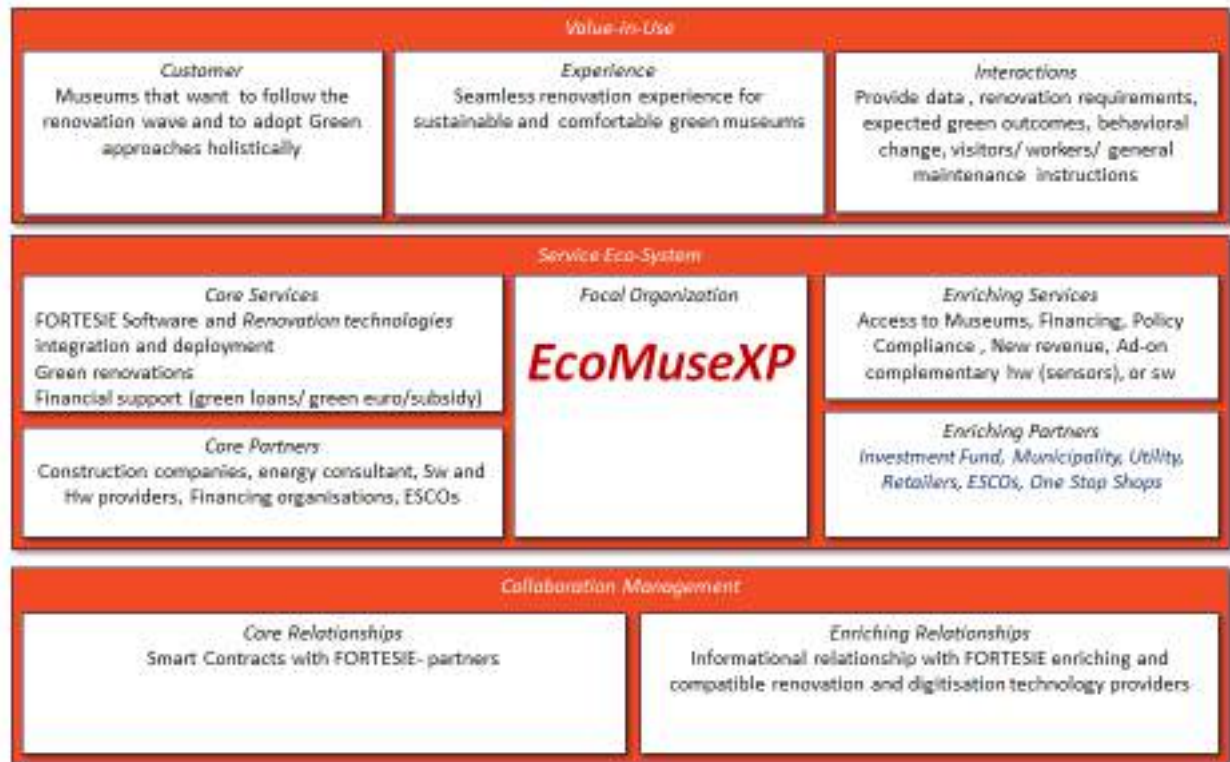 Value-in-Use
Customer
Museums that want to follow the
renovation wave and to adopt Green
approaches holistically
Experience
Seamless renovation experience for
sustainable and comfortable green museums
Interactions
Provide data , renovation requirements,
expected green outcomes, behavioral
change, visitors/ workers/ general
maintenance instructions
Service Eco-System
Core Services
FORTESIE Software and Renovation technologies
integration and deployment
Green renovations
Financial support (green loans/ green euro/subsidy)
Core Partners
Construction companies, energy consultant, Sw and
Hw providers, Financing organisations, ESCOs
Focal Organization
EcoMuseXP
Enriching Services
Access to Museums, Financing, Policy
Compliance , New revenue, Ad-on
complementary hw (sensors), or sw
Enriching Partners
Investment Fund, Municipality, Utility,
Retailers, ESCOs, One Stop Shops
Collaboration Management
Core Relationships
Smart Contracts with FORTESIE- partners
Enriching Relationships
Informational relationship with FORTESIE enriching and
compatible renovation and digitisation technology providers